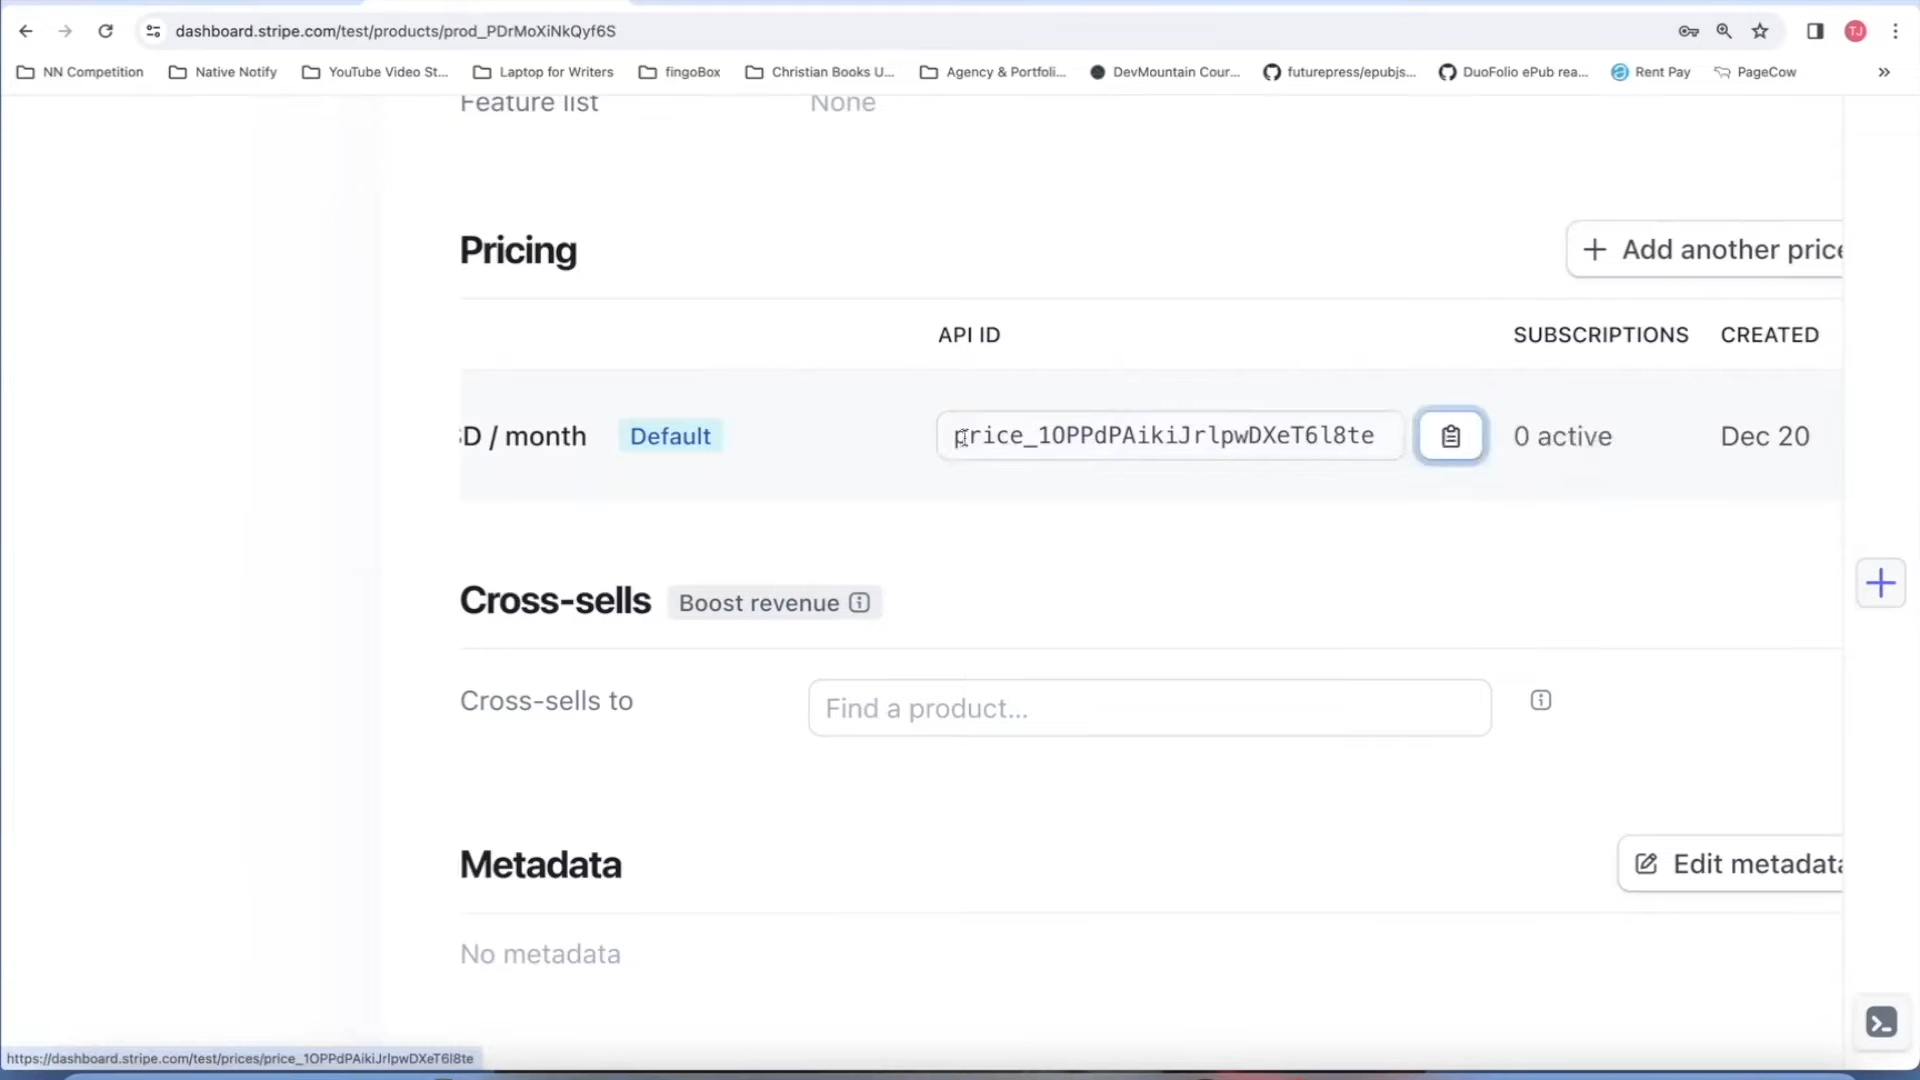 dashboard.stripe.com/test/products/prod_PDrMoXiNkQyf6S
TJ
NN Competition
Native Notify
YouTube Video St...
Laptop for Writers
fingoBox
Christian Books U...
Agency & Portfoli...
DevMountain Cour...
futurepress/epubjs...
DuoFolio ePub rea...
Rent Pay
PageCow
Feature list None
Pricing
Add another price
API ID SUBSCRIPTIONS CREATED
D / month Default price_1OPPdPAikiJrlpwDXeT6l8te 0 active Dec 20
Cross-sells Boost revenue
Cross-sells to Find a product...
Metadata
Edit metadata
No metadata
https://dashboard.stripe.com/test/prices/price_1OPPdPAikiJrlpwDXeT6l8te